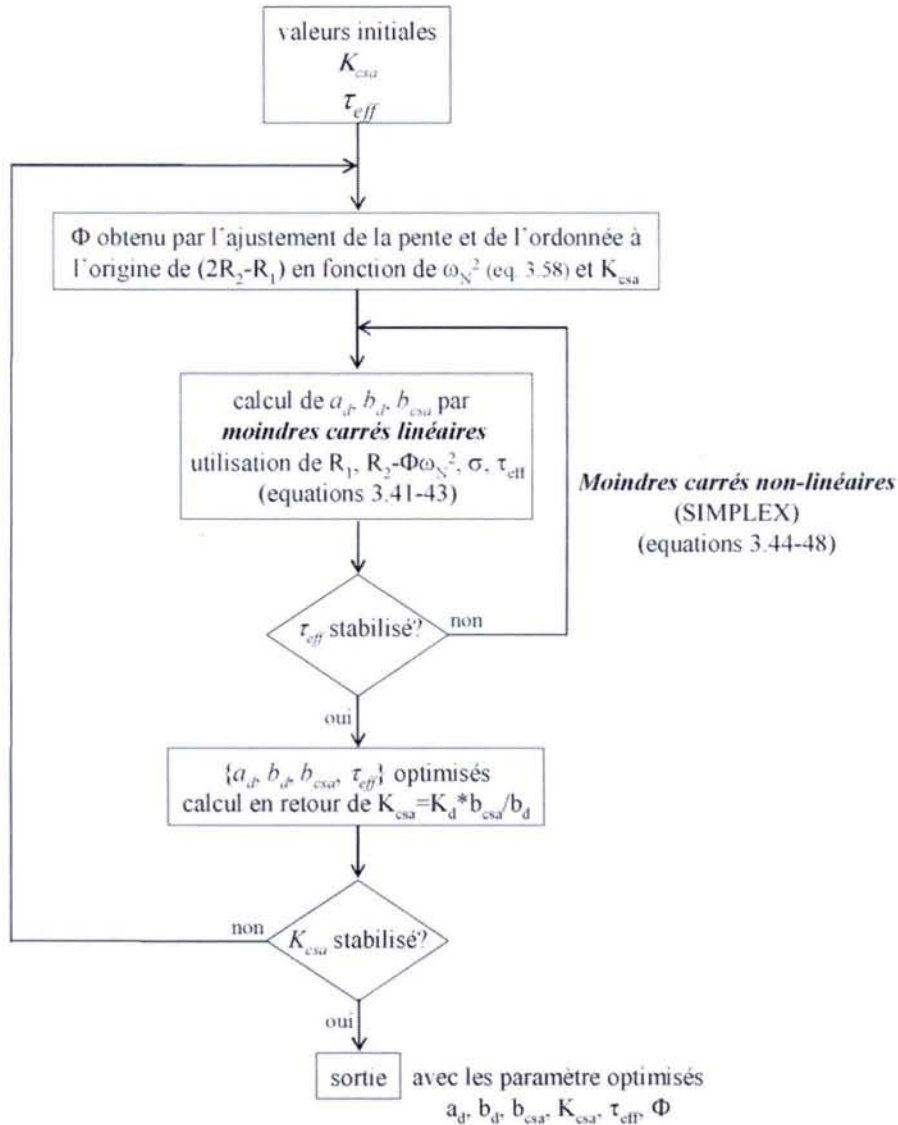 valeurs initiales
K_csa
τ_eff
Φ obtenu par l'ajustement de la pente et de l'ordonnée à
l'origine de (2R₂-R₁) en fonction de ω_N² (eq. 3.58) et K_csa
calcul de a_d, b_d, b_csa par
moindres carrés linéaires
utilisation de R₁, R₂-Φω_N², σ, τ_eff
(equations 3.41-43)
Moindres carrés non-linéaires
(SIMPLEX)
(equations 3.44-48)
τ_eff stabilisé?
non
oui
{a_d, b_d, b_csa, τ_eff} optimisés
calcul en retour de K_csa=K_d*b_csa/b_d
non
K_csa stabilisé?
oui
sortie avec les paramètre optimisés
a_d, b_d, b_csa, K_csa, τ_eff, Φ